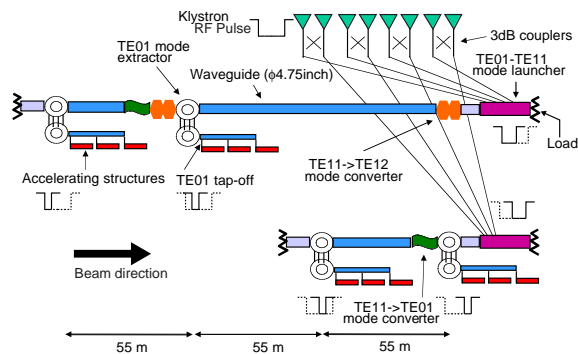 Klystron
RF Pulse
3dB couplers
TE01 mode
extractor
TE01-TE11
mode launcher
Waveguide (ϕ4.75inch)
TE11->TE12
mode converter
Load
Accelerating structures
TE01 tap-off
Beam direction
TE11->TE01
mode converter
55 m
55 m
55 m